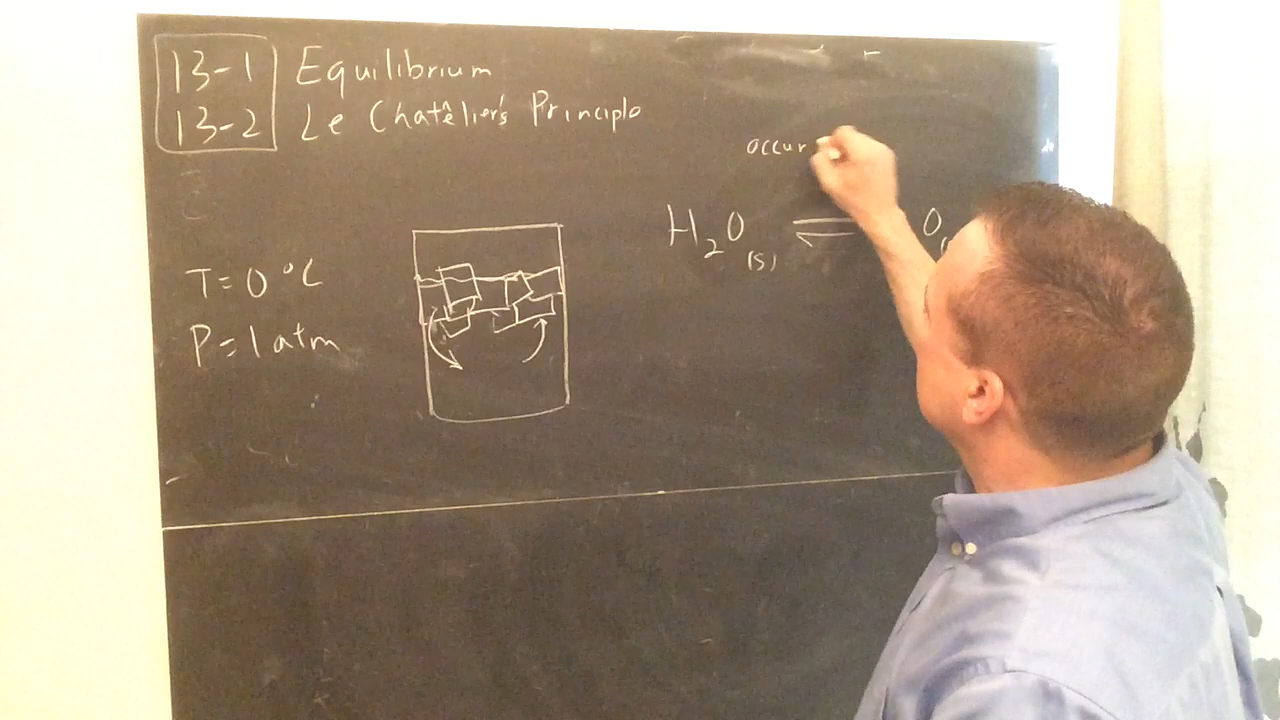 13-1 Equilibrium
13-2 Le Chatêlier's Principle
occur
H₂O(s) ⇌ O(
T=0 °C
P=1 atm